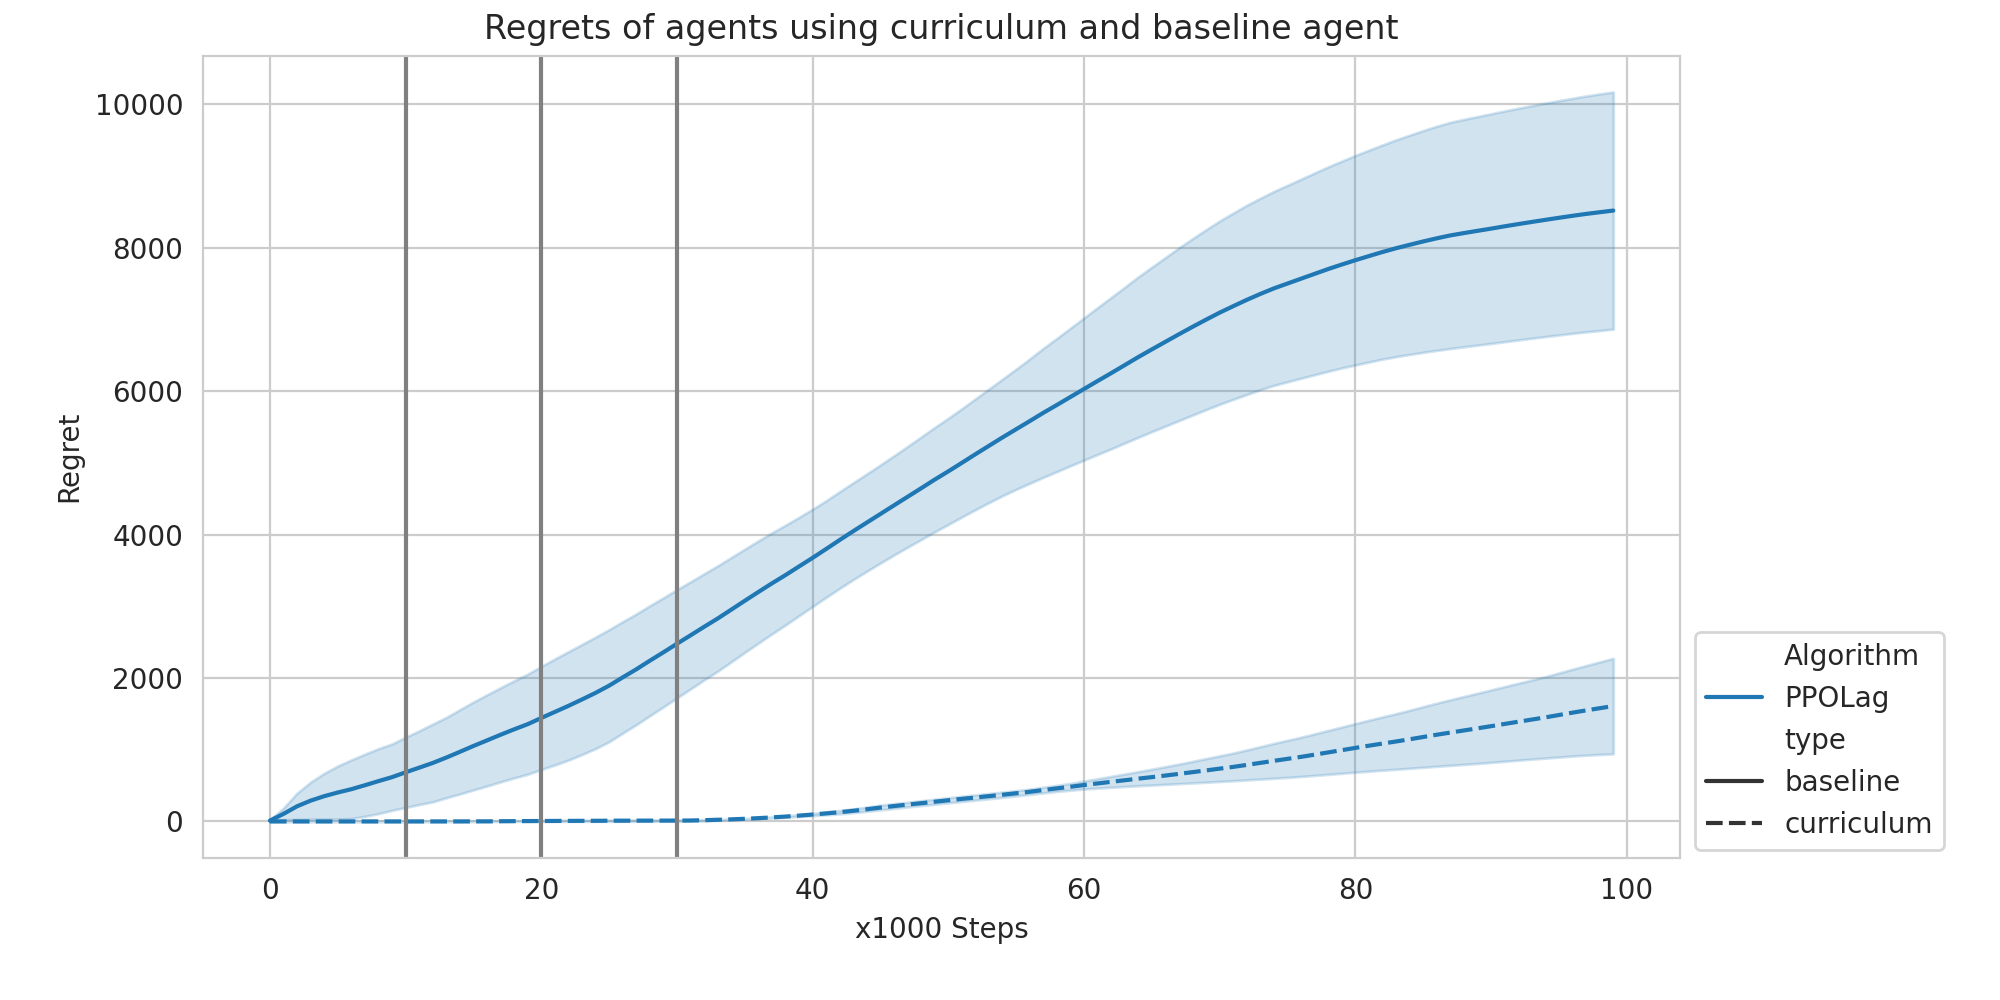 Regrets of agents using curriculum and baseline agent
10000
8000
6000
4000
2000
0
Regret
0 20 40 60 80 100
x1000 Steps
Algorithm
PPOLag
type
baseline
curriculum